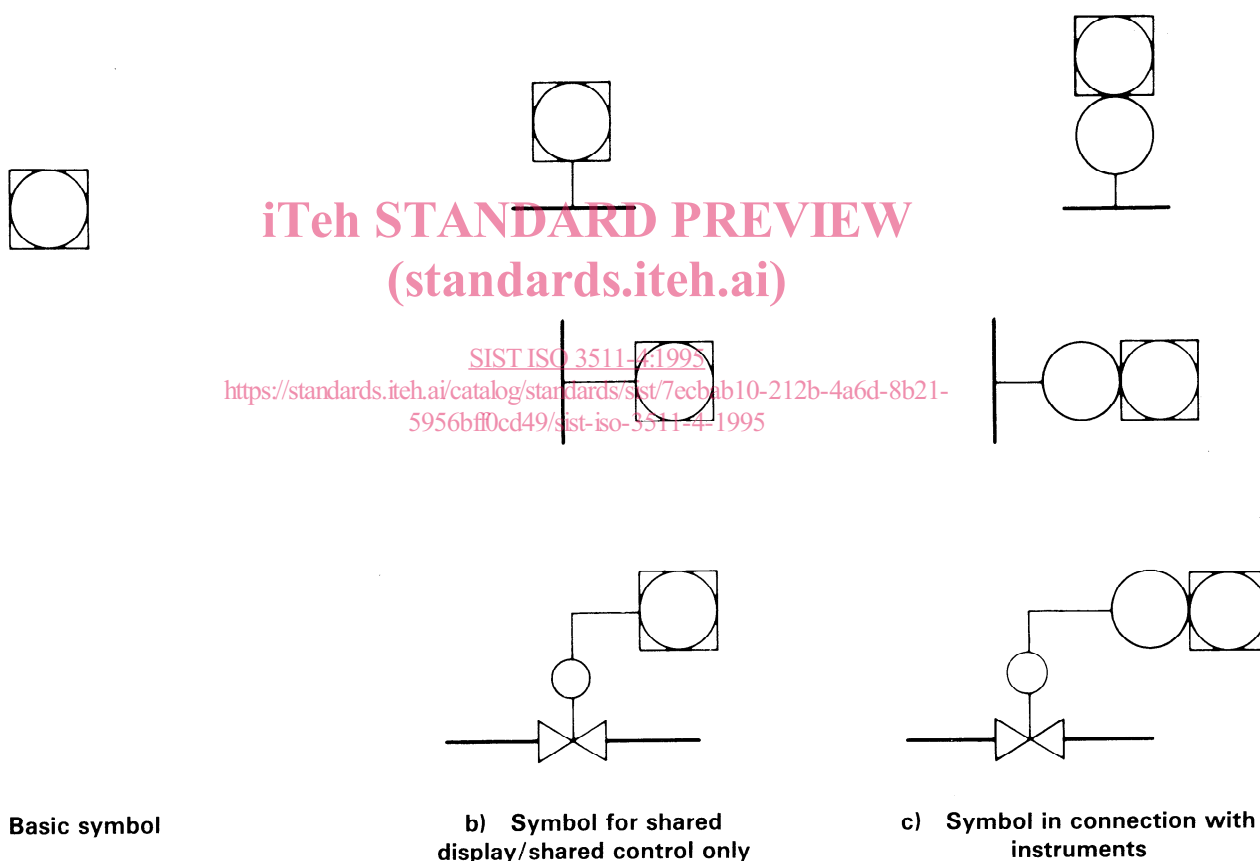 iTeh STANDARD PREVIEW
(standards.iteh.ai)
SIST ISO 3511-4:1995
https://standards.iteh.ai/catalog/standards/sist/7ecbab10-212b-4a6d-8b21-
5956bff0cd49/sist-iso-3511-4-1995
Basic symbol
b) Symbol for shared
display/shared control only
c) Symbol in connection with
instruments